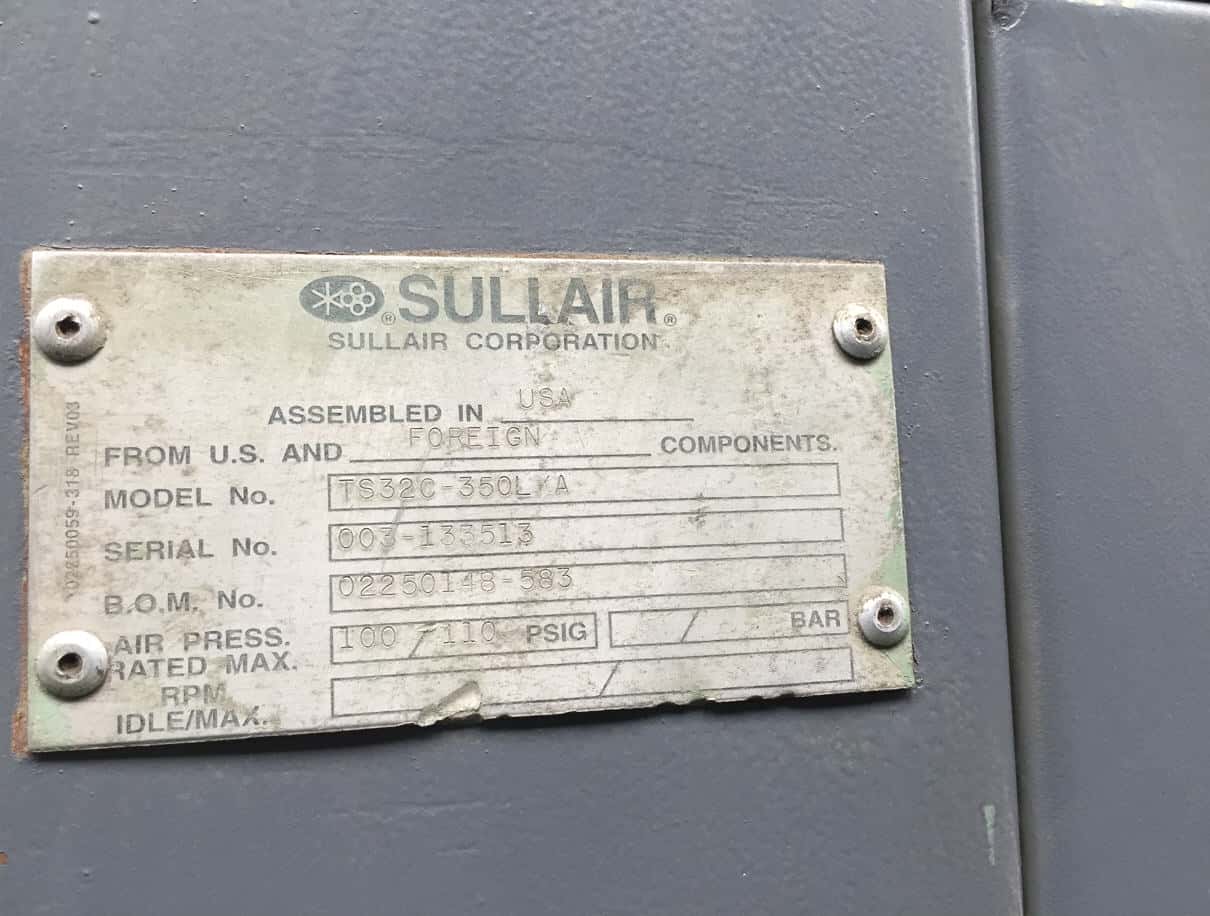 ® SULLAIR ®
SULLAIR CORPORATION
ASSEMBLED IN USA
FROM U.S. AND FOREIGN COMPONENTS.
MODEL No. TS32C-350L/A
SERIAL No. 003-133513
B.O.M. No. 02250148-583
AIR PRESS. RATED MAX. 100 / 110 PSIG / BAR
RPM IDLE/MAX. /
02250059-318 REV03